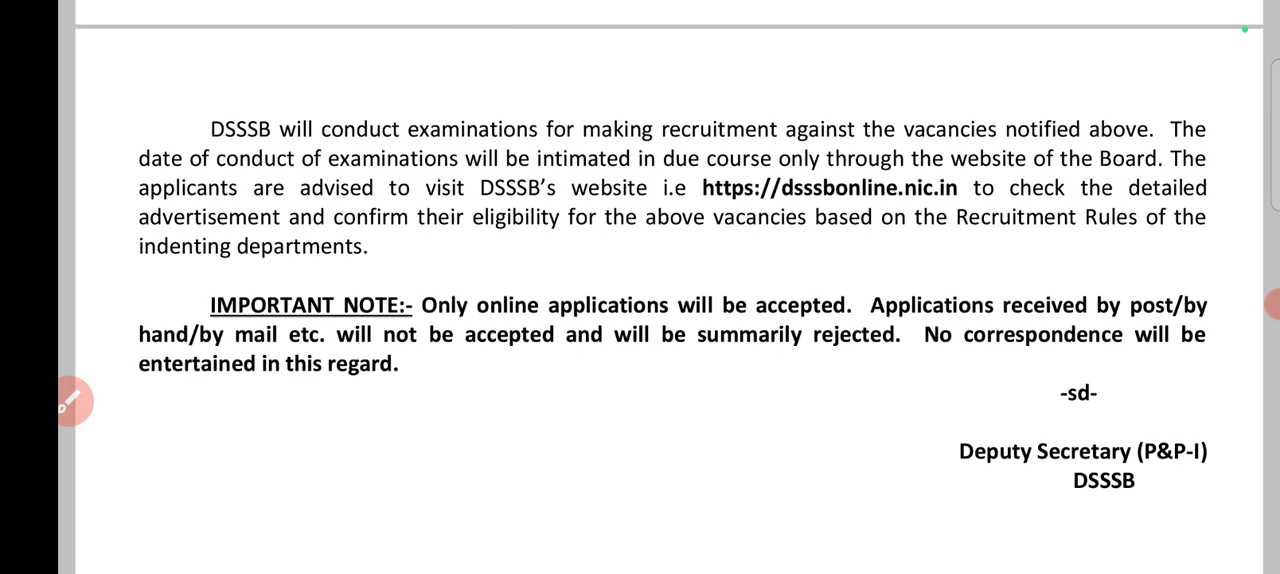 DSSSB will conduct examinations for making recruitment against the vacancies notified above. The
date of conduct of examinations will be intimated in due course only through the website of the Board. The
applicants are advised to visit DSSSB's website i.e https://dsssbonline.nic.in to check the detailed
advertisement and confirm their eligibility for the above vacancies based on the Recruitment Rules of the
indenting departments.
IMPORTANT NOTE:- Only online applications will be accepted. Applications received by post/by
hand/by mail etc. will not be accepted and will be summarily rejected. No correspondence will be
entertained in this regard.
-sd-
Deputy Secretary (P&P-I)
DSSSB